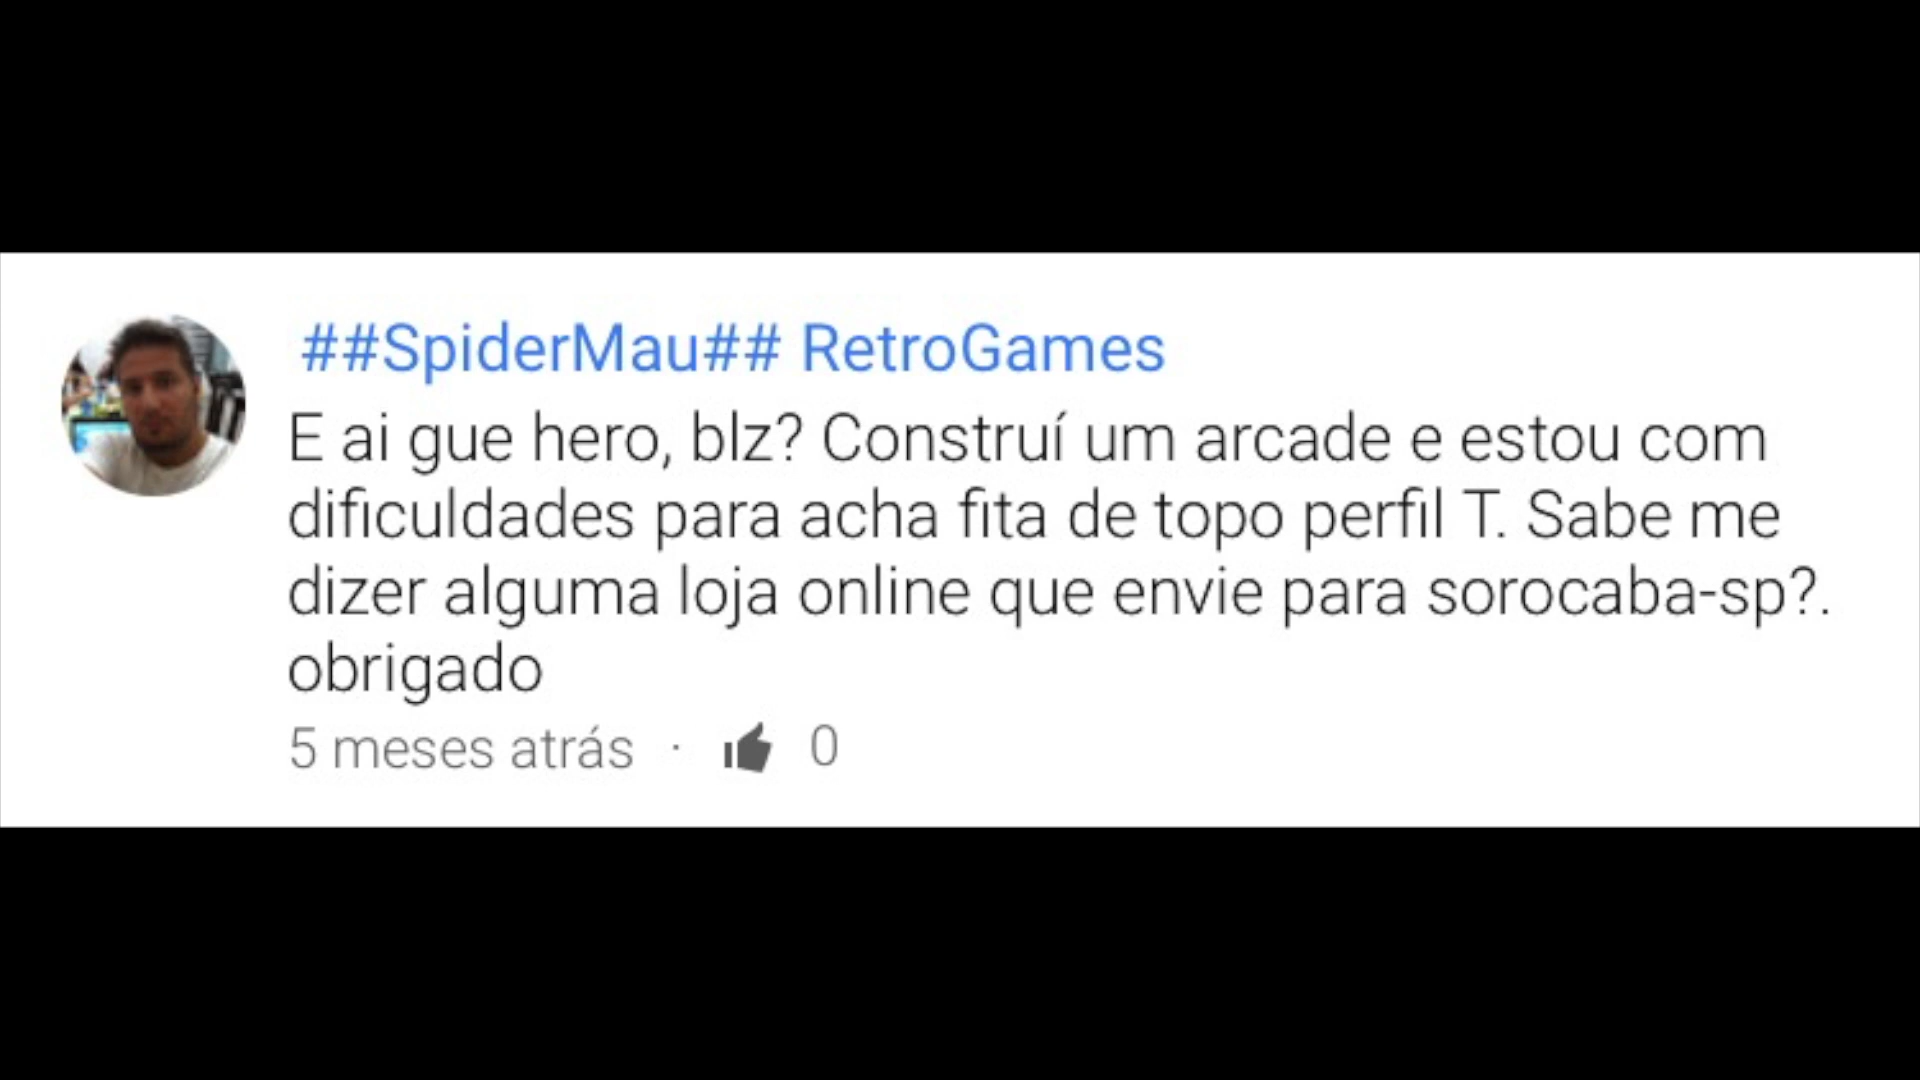 ##SpiderMau## RetroGames
E ai gue hero, blz? Construí um arcade e estou com
dificuldades para acha fita de topo perfil T. Sabe me
dizer alguma loja online que envie para sorocaba-sp?.
obrigado
5 meses atrás · 0